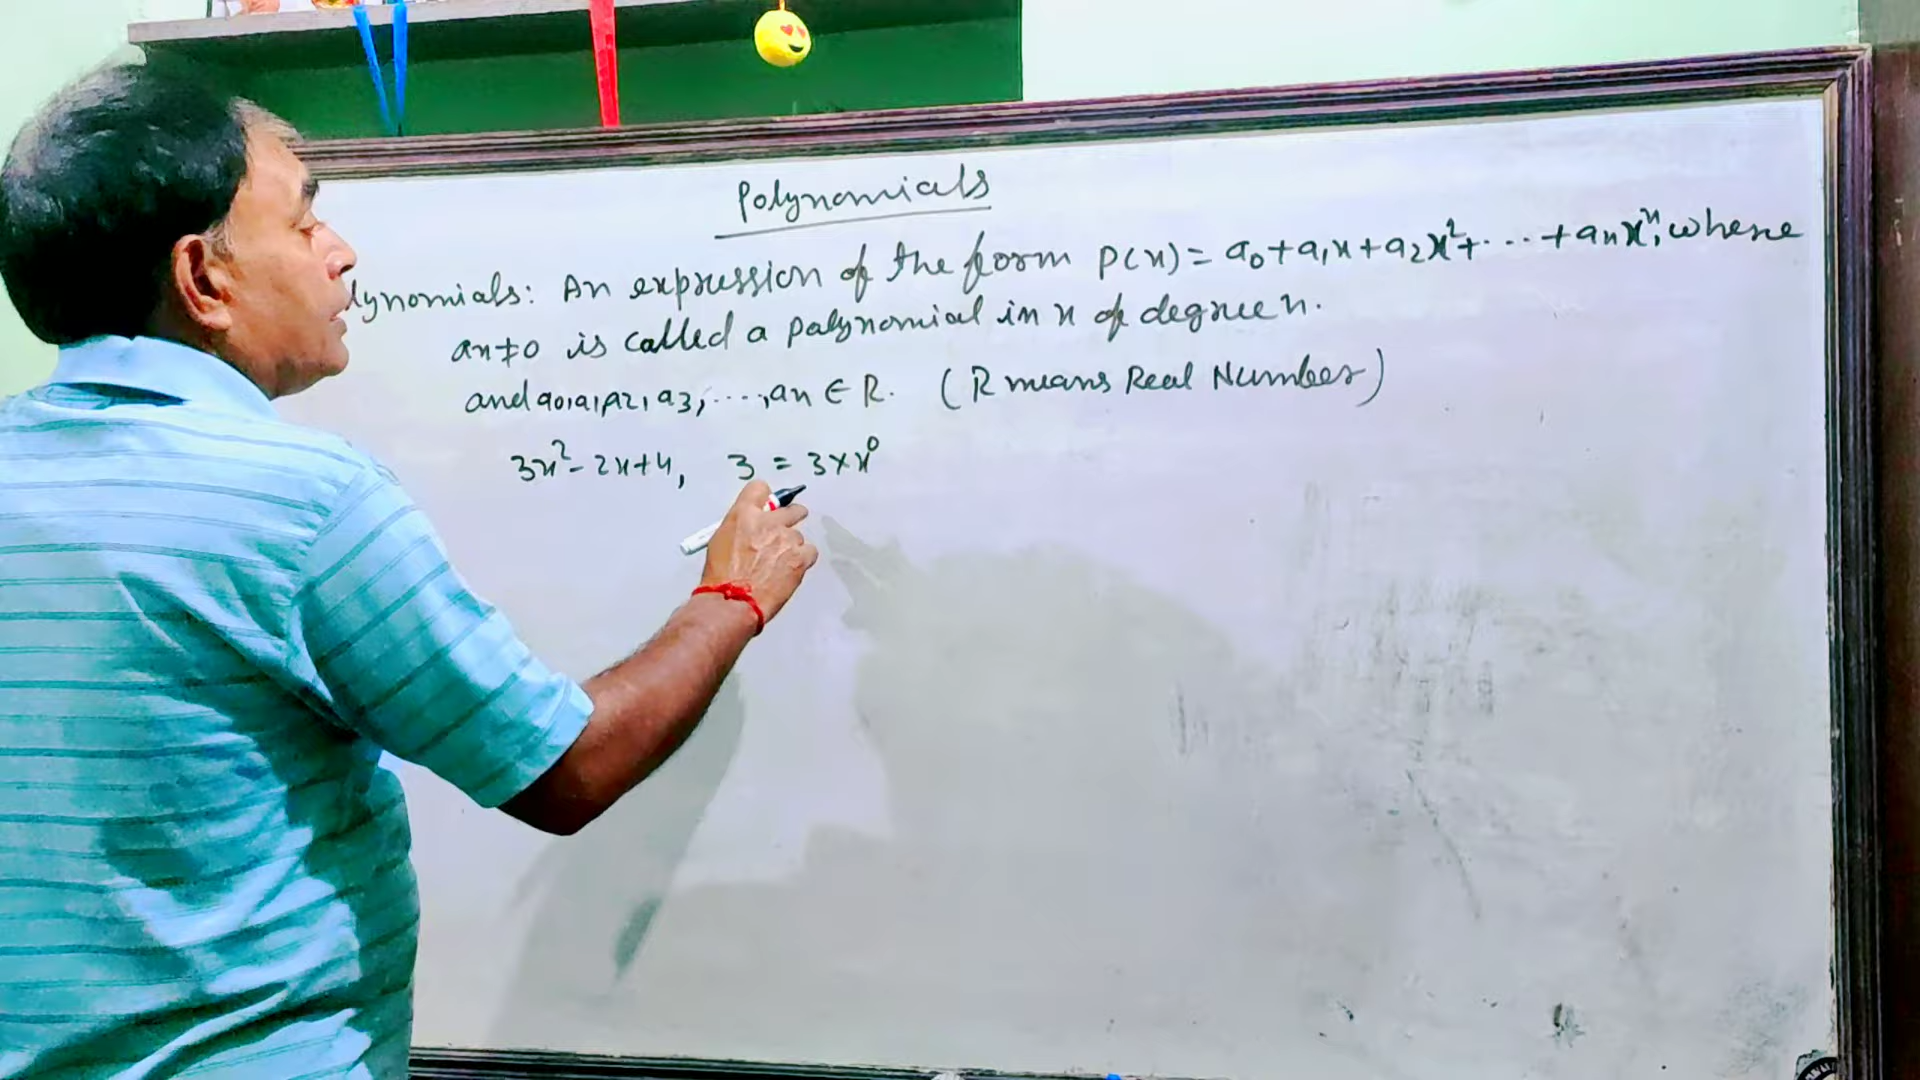 Polynomials
lynomials: An expression of the form P(x) = a₀+a₁x+a₂x²+...+aₙxⁿ, where
aₙ≠0 is called a polynomial in x of degree n.
and a₀,a₁,a₂,a₃,....,aₙ ∈ R. (R means Real Number)
3x²-2x+4, 3 = 3×x⁰